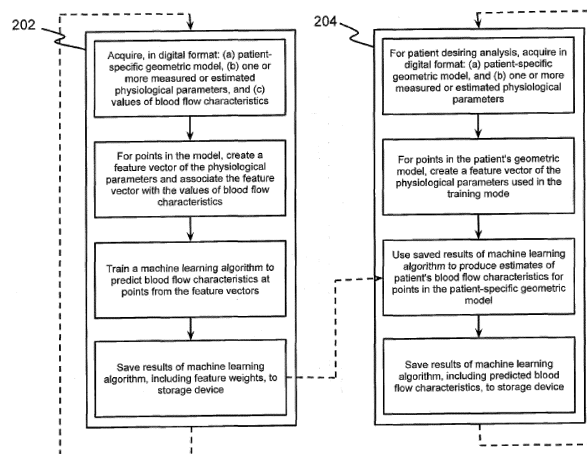 202
Acquire, in digital format: (a) patient-
specific geometric model, (b) one or
more measured or estimated
physiological parameters, and (c)
values of blood flow characteristics
For points in the model, create a
feature vector of the physiological
parameters and associate the feature
vector with the values of blood flow
characteristics
Train a machine learning algorithm to
predict blood flow characteristics at
points from the feature vectors
Save results of machine learning
algorithm, including feature weights, to
storage device
204
For patient desiring analysis, acquire in
digital format: (a) patient-specific
geometric model, and (b) one or more
measured or estimated physiological
parameters
For points in the patient's geometric
model, create a feature vector of the
physiological parameters used in the
training mode
Use saved results of machine learning
algorithm to produce estimates of
patient's blood flow characteristics for
points in the patient-specific geometric
model
Save results of machine learning
algorithm, including predicted blood
flow characteristics, to storage device